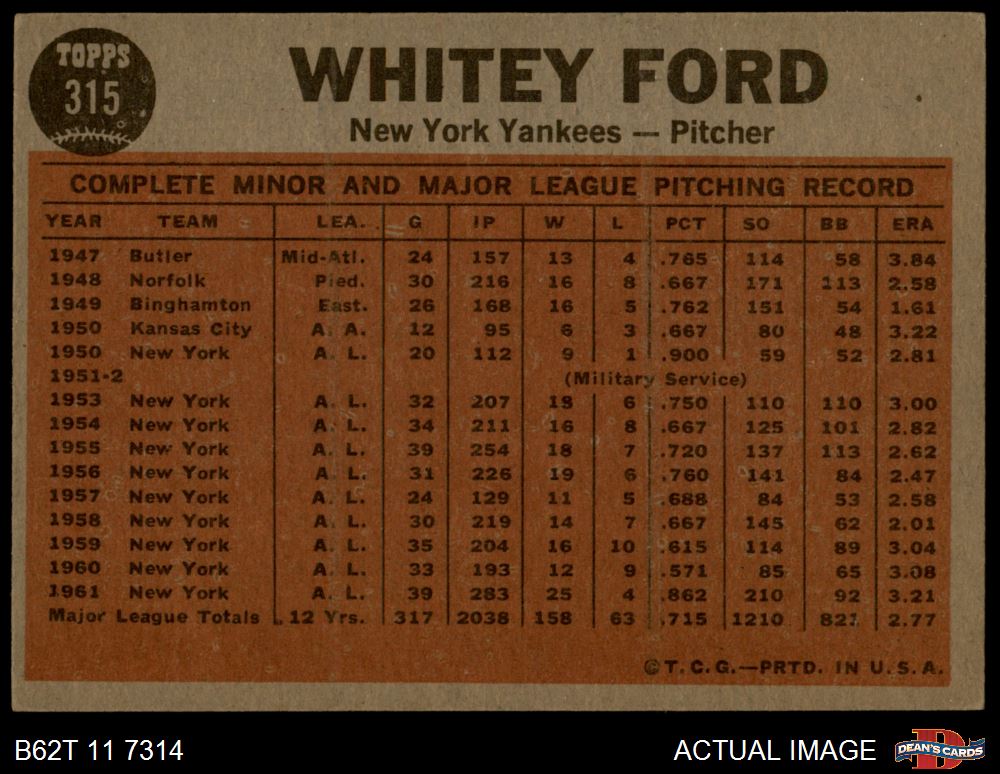 TOPPS
315
WHITEY FORD
New York Yankees — Pitcher
COMPLETE MINOR AND MAJOR LEAGUE PITCHING RECORD
YEAR TEAM LEA. G IP W L PCT SO BB ERA
1947 Butler Mid-Atl. 24 157 13 4 .765 114 58 3.84
1948 Norfolk Pied. 30 216 16 8 .667 171 113 2.58
1949 Binghamton East. 26 168 16 5 .762 151 54 1.61
1950 Kansas City A. A. 12 95 6 3 .667 80 48 3.22
1950 New York A. L. 20 112 9 1 .900 59 52 2.81
1951-2 (Military Service)
1953 New York A. L. 32 207 18 6 .750 110 110 3.00
1954 New York A. L. 34 211 16 8 .667 125 101 2.82
1955 New York A. L. 39 254 18 7 .720 137 113 2.62
1956 New York A. L. 31 226 19 6 .760 141 84 2.47
1957 New York A. L. 24 129 11 5 .688 84 53 2.58
1958 New York A. L. 30 219 14 7 .667 145 62 2.01
1959 New York A. L. 35 204 16 10 .615 114 89 3.04
1960 New York A. L. 33 193 12 9 .571 85 65 3.08
1961 New York A. L. 39 283 25 4 .862 210 92 3.21
Major League Totals 12 Yrs. 317 2038 158 63 .715 1210 821 2.77
© T. C. G.—PRTD. IN U. S. A.
B62T 11 7314
ACTUAL IMAGE
DEAN'S CARDS